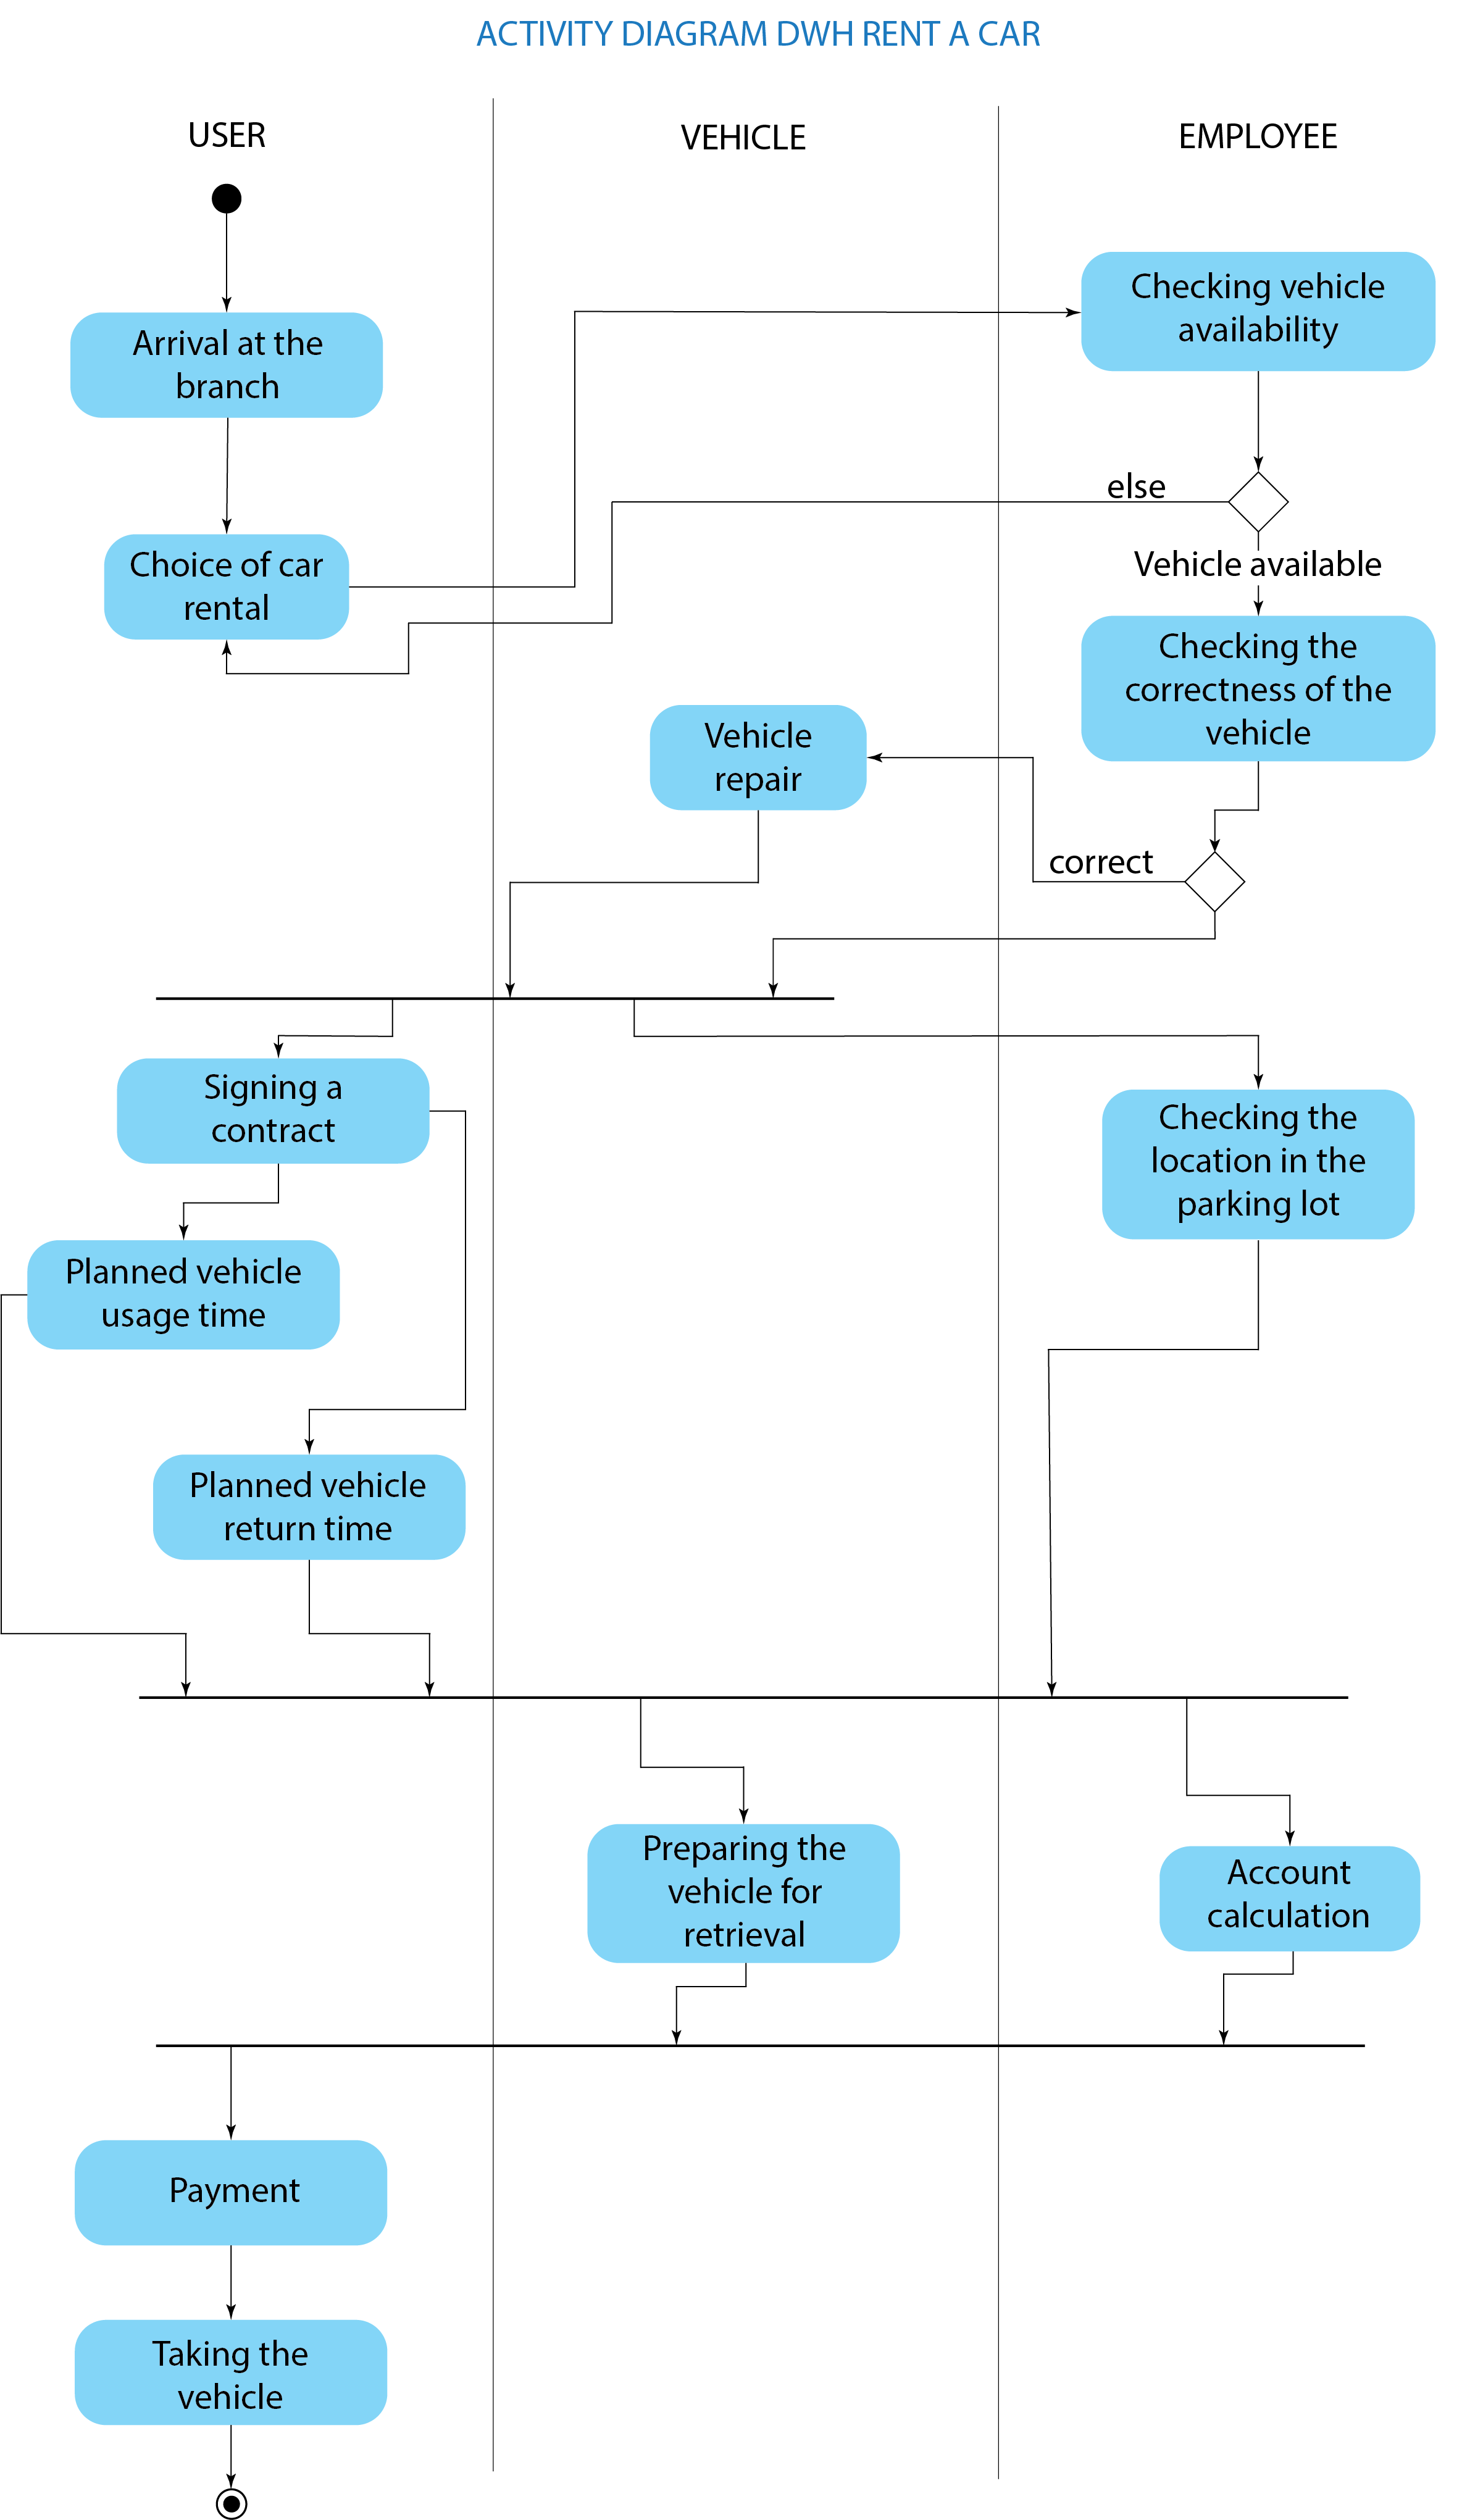 ACTIVITY DIAGRAM DWH RENT A CAR
USER
VEHICLE
EMPLOYEE
Checking vehicle
availability
Arrival at the
branch
else
Vehicle available
Choice of car
rental
Checking the
correctness of the
vehicle
Vehicle
repair
correct
Signing a
contract
Checking the
location in the
parking lot
Planned vehicle
usage time
Planned vehicle
return time
Preparing the
vehicle for
retrieval
Account
calculation
Payment
Taking the
vehicle